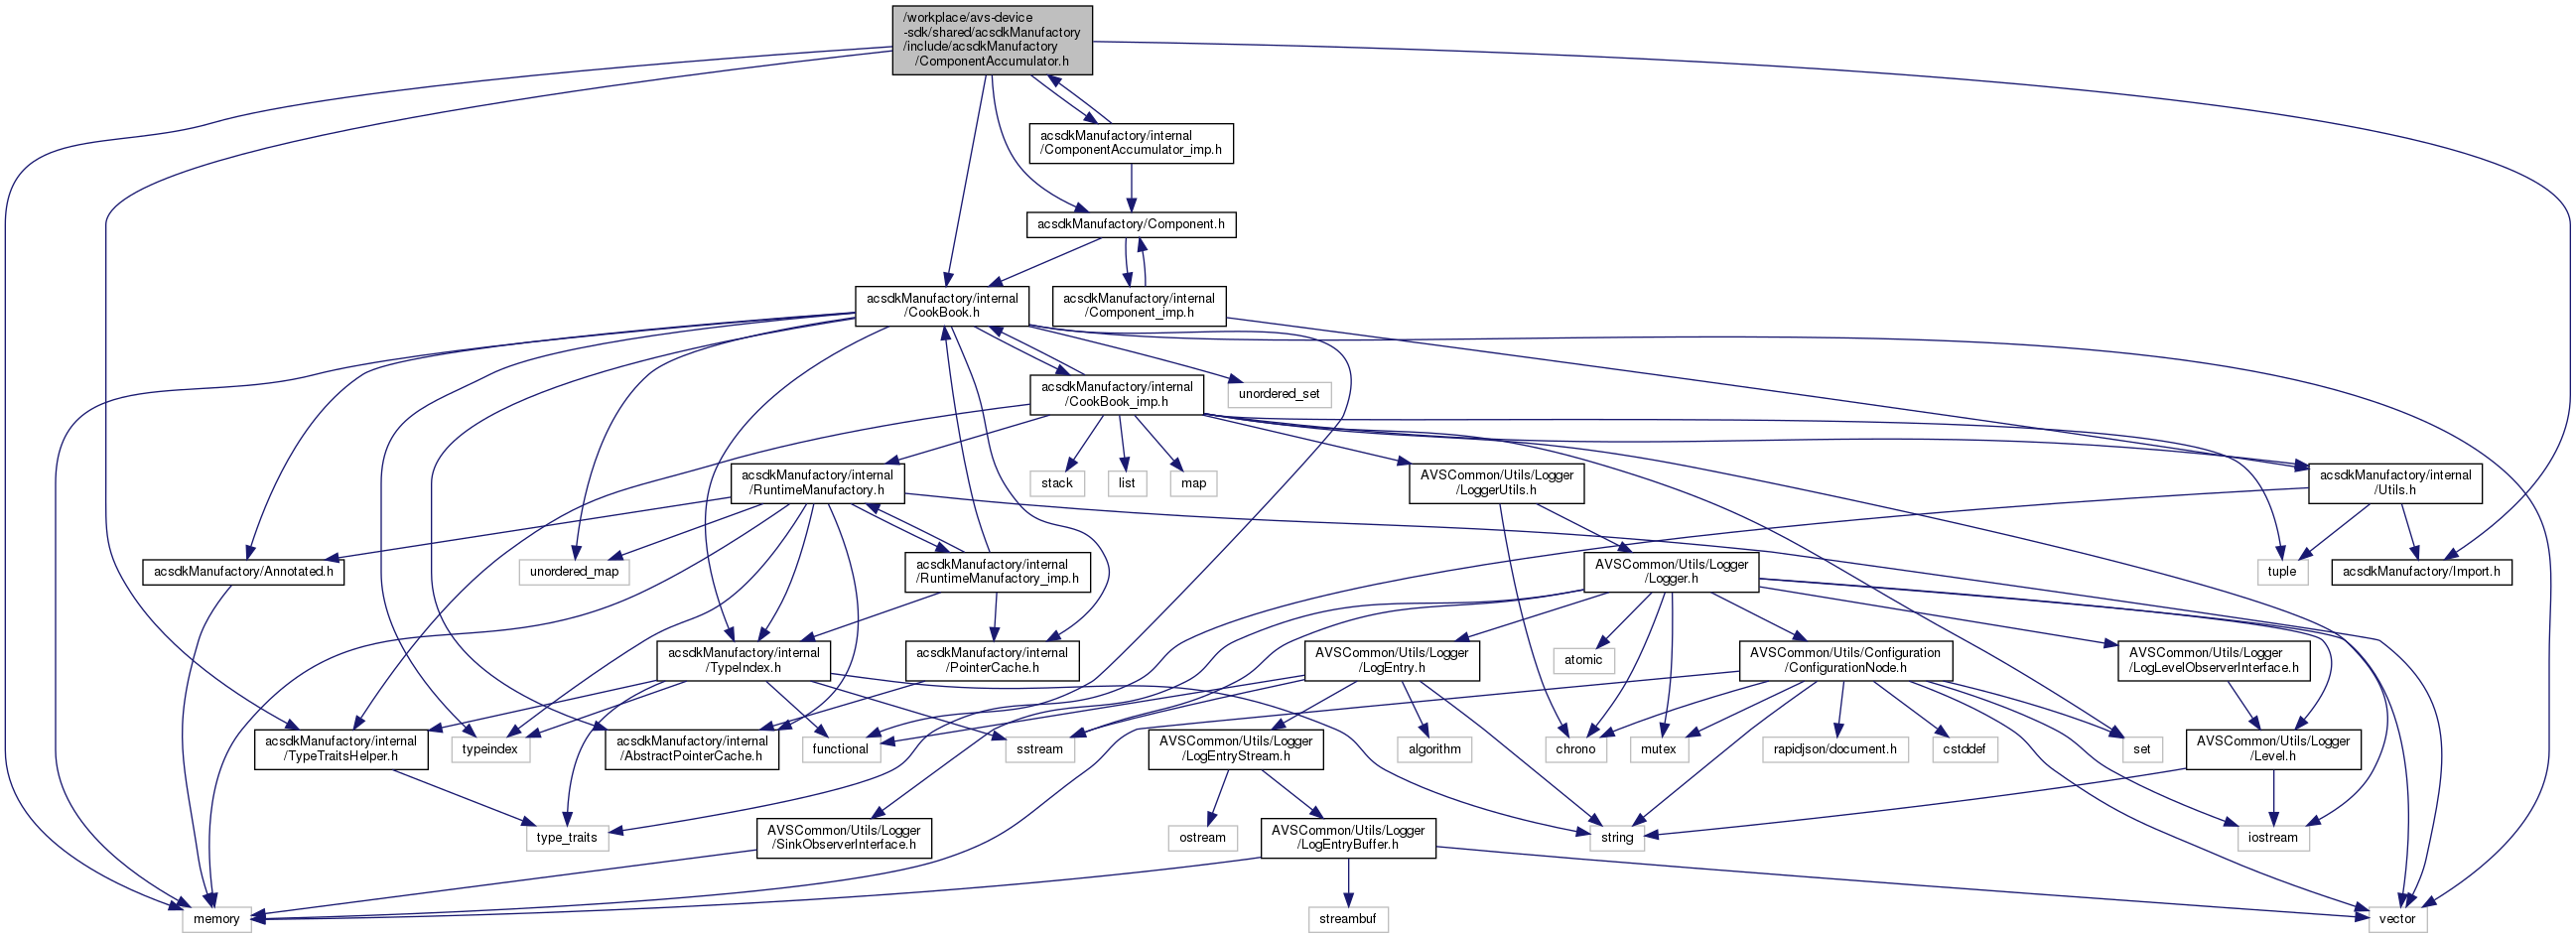 /workplace/avs-device
-sdk/shared/acsdkManufactory
/include/acsdkManufactory
/ComponentAccumulator.h
acsdkManufactory/internal
/ComponentAccumulator_imp.h
acsdkManufactory/Component.h
acsdkManufactory/internal
/CookBook.h
acsdkManufactory/internal
/Component_imp.h
acsdkManufactory/internal
/CookBook_imp.h
unordered_set
acsdkManufactory/internal
/RuntimeManufactory.h
stack
list
map
AVSCommon/Utils/Logger
/LoggerUtils.h
acsdkManufactory/internal
/Utils.h
acsdkManufactory/Annotated.h
unordered_map
acsdkManufactory/internal
/RuntimeManufactory_imp.h
AVSCommon/Utils/Logger
/Logger.h
tuple
acsdkManufactory/Import.h
acsdkManufactory/internal
/TypeIndex.h
acsdkManufactory/internal
/PointerCache.h
AVSCommon/Utils/Logger
/LogEntry.h
atomic
AVSCommon/Utils/Configuration
/ConfigurationNode.h
AVSCommon/Utils/Logger
/LogLevelObserverInterface.h
acsdkManufactory/internal
/TypeTraitsHelper.h
typeindex
acsdkManufactory/internal
/AbstractPointerCache.h
functional
sstream
AVSCommon/Utils/Logger
/LogEntryStream.h
algorithm
chrono
mutex
rapidjson/document.h
cstddef
set
AVSCommon/Utils/Logger
/Level.h
type_traits
AVSCommon/Utils/Logger
/SinkObserverInterface.h
ostream
AVSCommon/Utils/Logger
/LogEntryBuffer.h
string
iostream
memory
streambuf
vector